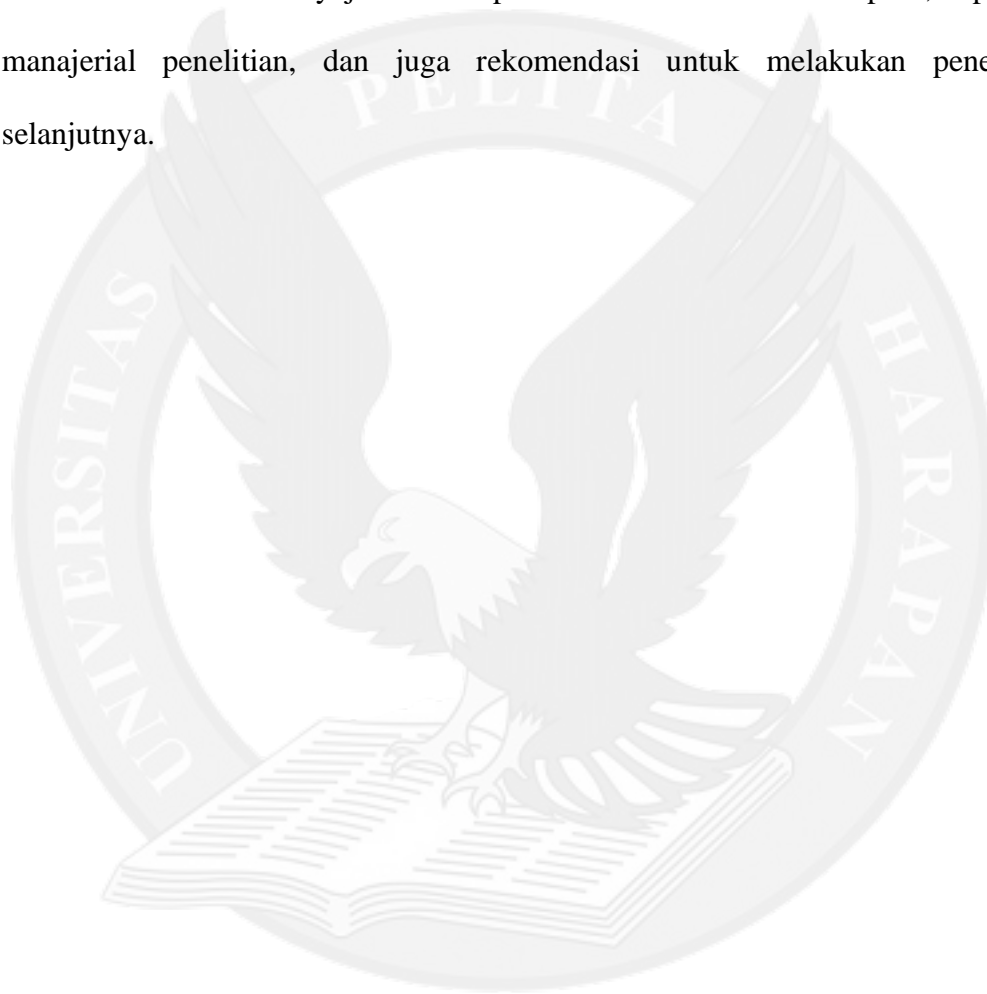 manajerial penelitian, dan juga rekomendasi untuk melakukan pene
selanjutnya.
UNIVERSITAS PELITA HARAPAN